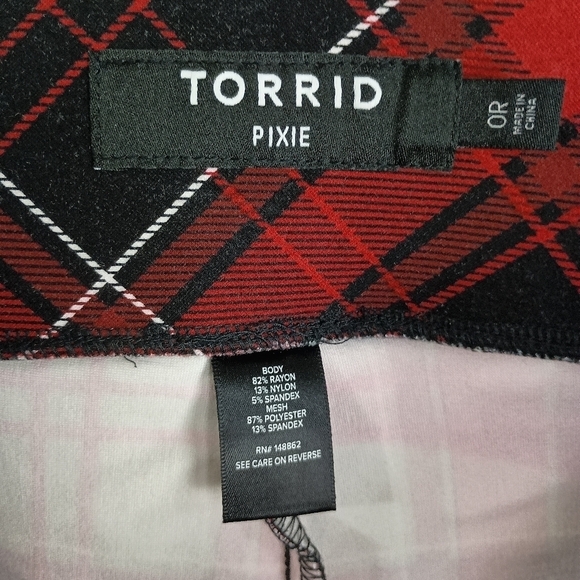 TORRID
PIXIE
0R
MADE IN
CHINA
BODY
82% RAYON
13% NYLON
5% SPANDEX
MESH
87% POLYESTER
13% SPANDEX
RN# 148862
SEE CARE ON REVERSE